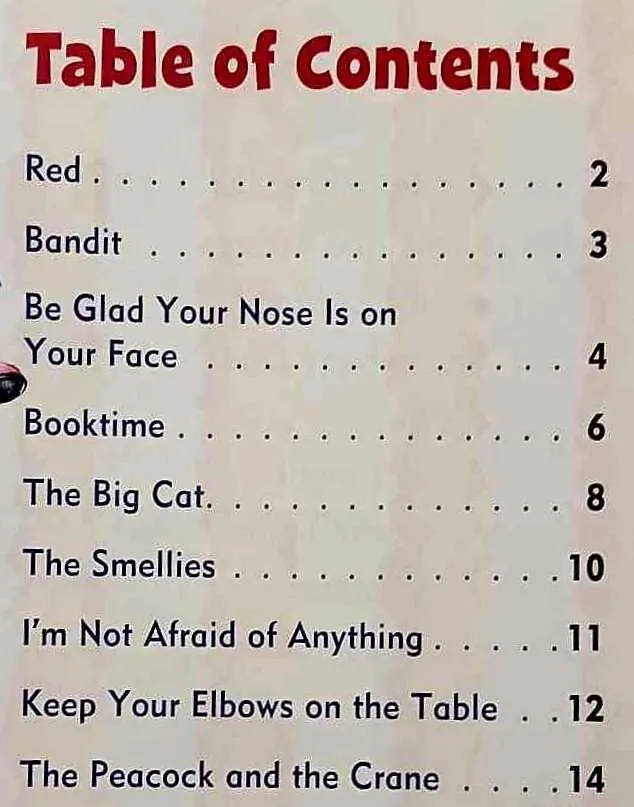 Table of Contents
Red . . . . . . . . . . . . . . . . . 2
Bandit . . . . . . . . . . . . . . . . 3
Be Glad Your Nose Is on
Your Face . . . . . . . . . . . . . 4
Booktime . . . . . . . . . . . . . . 6
The Big Cat. . . . . . . . . . . . . 8
The Smellies . . . . . . . . . . . . 10
I'm Not Afraid of Anything . . . . . 11
Keep Your Elbows on the Table . . 12
The Peacock and the Crane . . . . 14